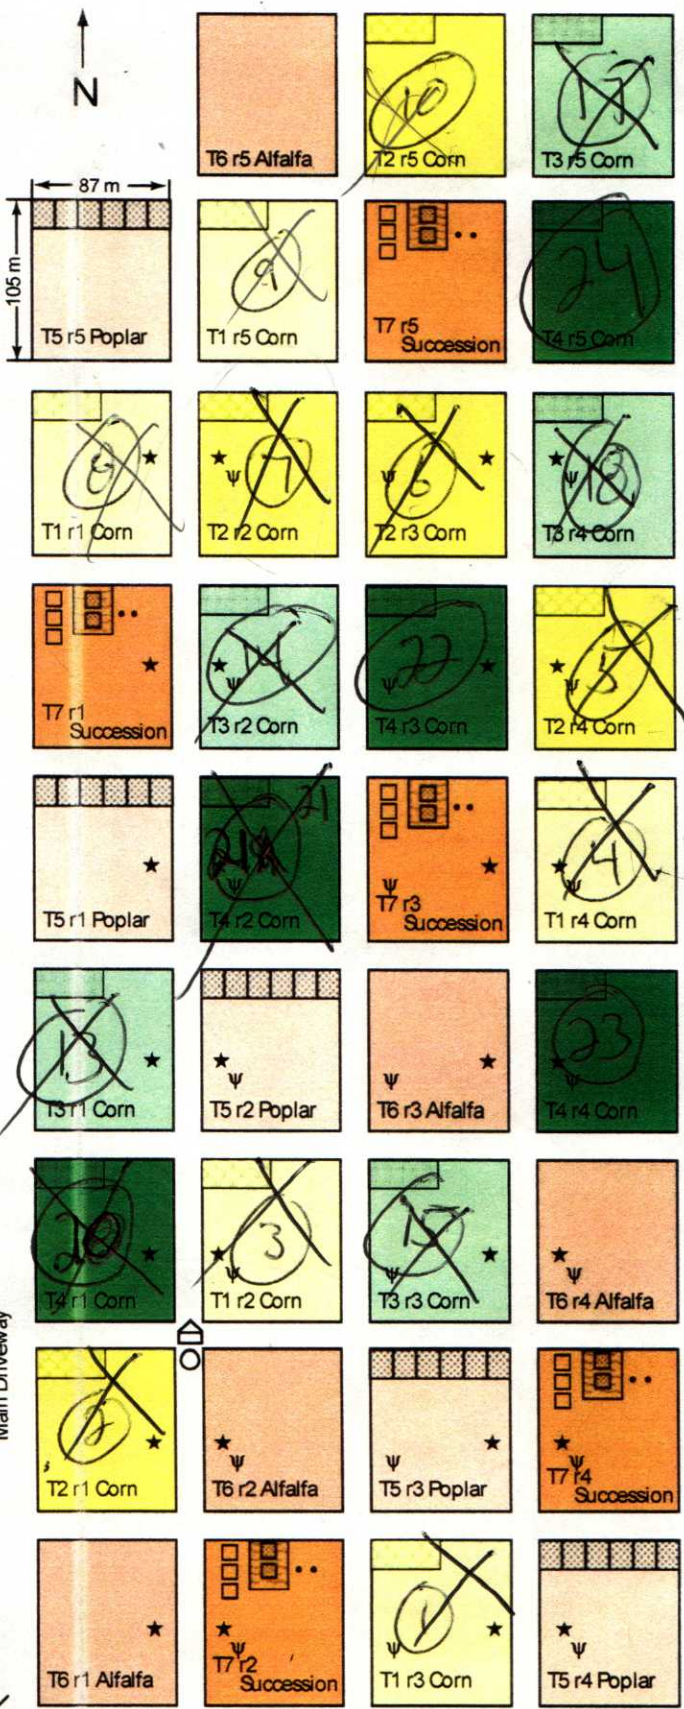 N
T6 r5 Alfalfa
10
T2 r5 Corn
17
T3 r5 Corn
87 m
105 m
T5 r5 Poplar
9
T1 r5 Corn
T7 r5
Succession
24
T4 r5 Corn
8
T1 r1 Corn
7
T2 r2 Corn
6
T2 r3 Corn
18
T3 r4 Corn
T7 r1
Succession
14
T3 r2 Corn
22
T4 r3 Corn
5
T2 r4 Corn
T5 r1 Poplar
21
T4 r2 Corn
T7 r3
Succession
4
T1 r4 Corn
13
T3 r1 Corn
T5 r2 Poplar
T6 r3 Alfalfa
23
T4 r4 Corn
20
T4 r1 Corn
3
T1 r2 Corn
15
T3 r3 Corn
T6 r4 Alfalfa
Main Driveway
2
T2 r1 Corn
T6 r2 Alfalfa
T5 r3 Poplar
T7 r4
Succession
T6 r1 Alfalfa
T7 r2
Succession
1
T1 r3 Corn
T5 r4 Poplar